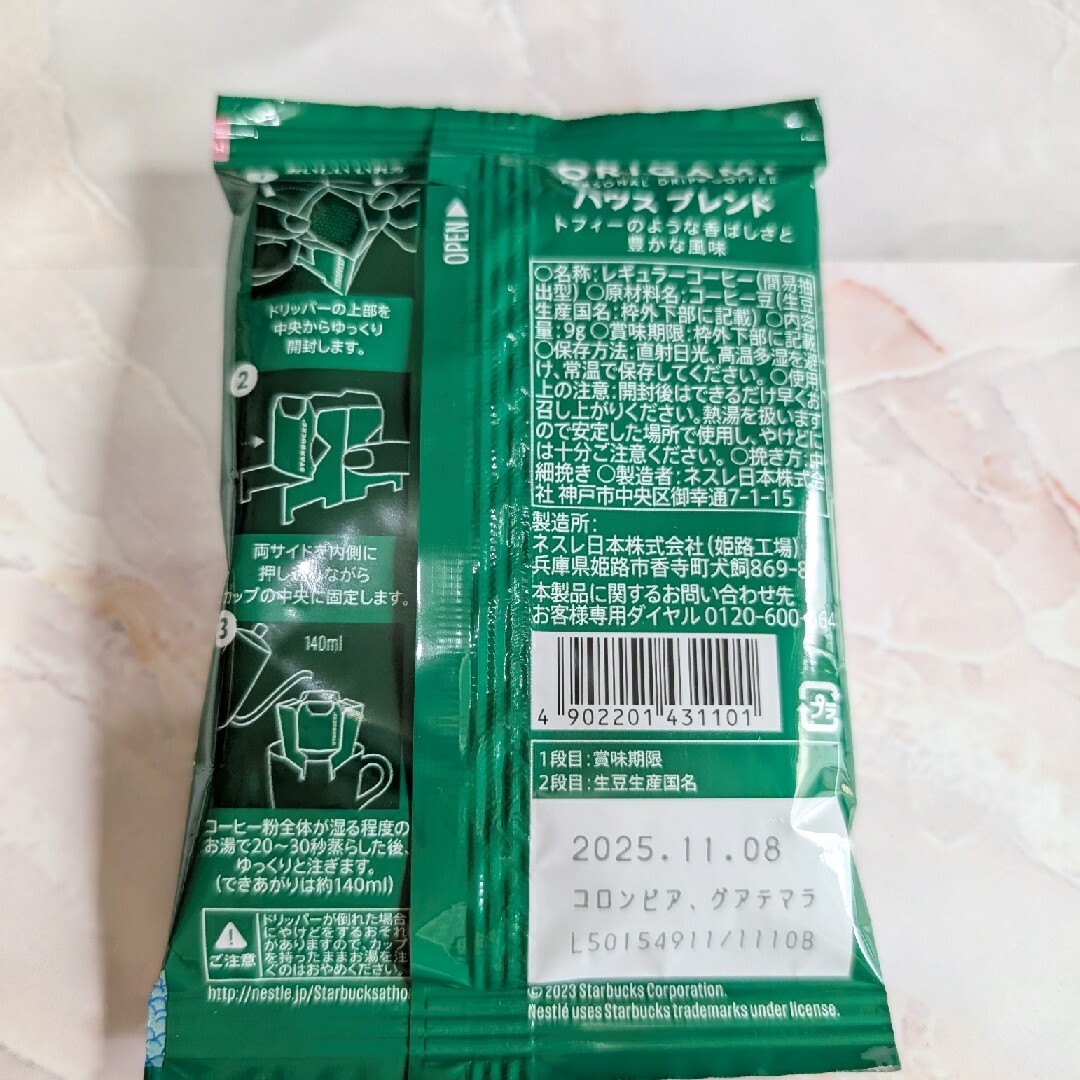 1
ドリッパーの上部を
中央からゆっくり
開封します。
2
STARBUCKS
両サイドを内側に
押し込みながら
カップの中央に固定します。
3
140ml
コーヒー粉全体が湿る程度の
お湯で20〜30秒蒸らした後、
ゆっくりと注ぎます。
(できあがりは約140ml)
ご注意
ドリッパーが倒れた場合
にやけどをするおそれ
がありますので、カップ
を持ったままお湯を注
ぐのはおやめください。
http://nestle.jp/Starbucksatho
OPEN
ORIGAMI
PERSONAL DRIP COFFEE
ハウス ブレンド
トフィーのような香ばしさと
豊かな風味
○名称:レギュラーコーヒー(簡易抽
出型) ○原材料名:コーヒー豆(生豆
生産国名:枠外下部に記載) ○内容
量:9g ○賞味期限:枠外下部に記載
○保存方法:直射日光、高温多湿を避
け、常温で保存してください。○使用
上の注意:開封後はできるだけ早くお
召し上がりください。熱湯を扱います
ので安定した場所で使用し、やけどに
は十分ご注意ください。○挽き方:中
細挽き ○製造者:ネスレ日本株式会
社 神戸市中央区御幸通7-1-15
製造所:
ネスレ日本株式会社(姫路工場)
兵庫県姫路市香寺町犬飼869-8
本製品に関するお問い合わせ先
お客様専用ダイヤル 0120-600-
4 902201 431101
プラ
1段目:賞味期限
2段目:生豆生産国名
2025.11.08
コロンビア、グアテマラ
L50154911/1110B
© 2023 Starbucks Corporation.
Nestlé uses Starbucks trademarks under license.